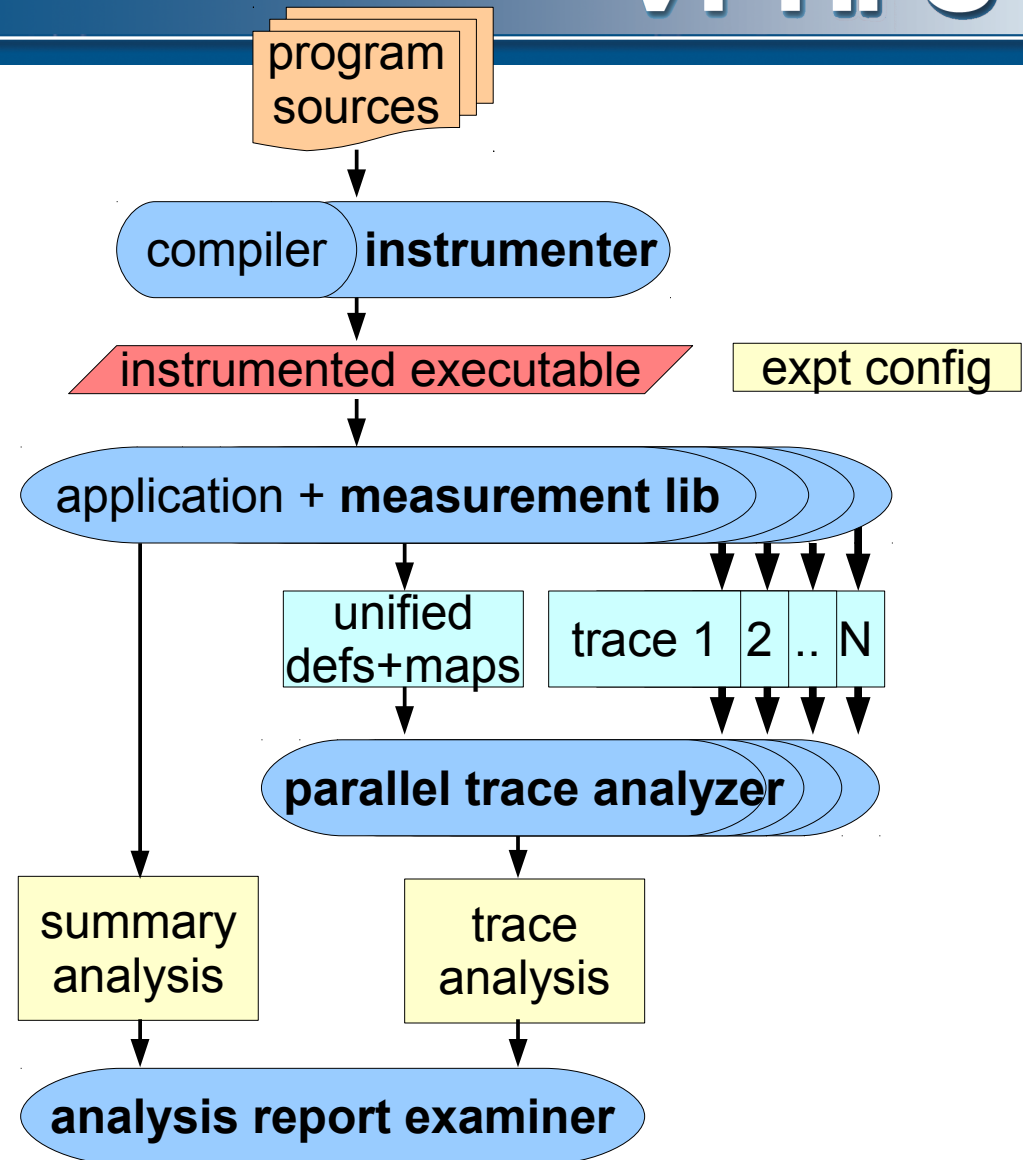 program
sources
compiler instrumenter
instrumented executable
expt config
application + measurement lib
unified
defs+maps
trace 1 2 .. N
parallel trace analyzer
summary
analysis
trace
analysis
analysis report examiner